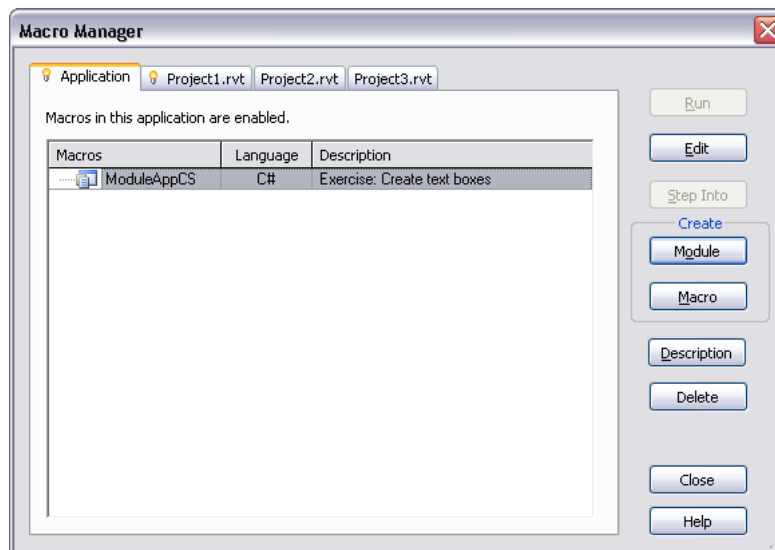 Macro Manager
Application Project1.rvt Project2.rvt Project3.rvt
Macros in this application are enabled.
Macros Language Description
ModuleAppCS C# Exercise: Create text boxes
Run
Edit
Step Into
Create
Module
Macro
Description
Delete
Close
Help